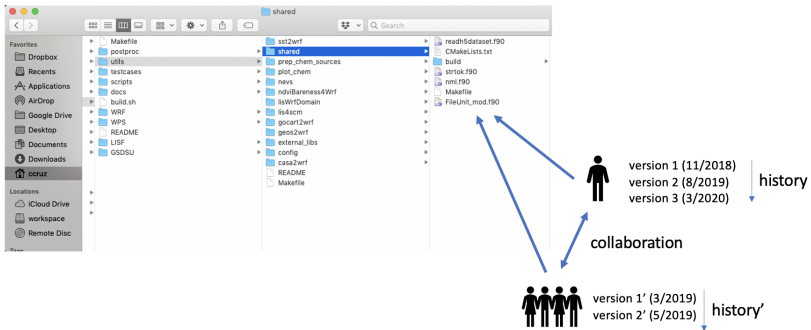 shared
Search
Favorites
Dropbox
Recents
Applications
AirDrop
Google Drive
Desktop
Documents
Downloads
ccruz
Locations
iCloud Drive
workspace
Remote Disc
Tags
Makefile
postproc
utils
testcases
scripts
docs
build.sh
WRF
WPS
README
LISF
GSDSU
sst2wrf
shared
prep_chem_sources
plot_chem
nevs
ndviBareness4Wrf
lisWrfDomain
lis4scm
gocart2wrf
geos2wrf
external_libs
config
casa2wrf
README
Makefile
readh5dataset.f90
CMakeLists.txt
build
strtok.f90
nml.f90
Makefile
FileUnit_mod.f90
version 1 (11/2018)
version 2 (8/2019)
version 3 (3/2020)
history
collaboration
version 1’ (3/2019)
version 2’ (5/2019)
history’